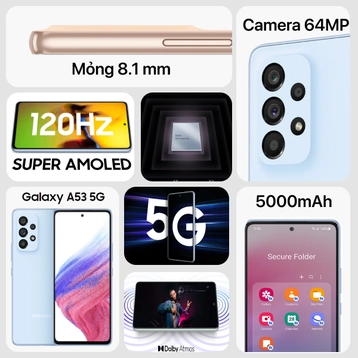 Mỏng 8.1 mm
Camera 64MP
120Hz
SUPER AMOLED
Galaxy A53 5G
5G
5000mAh
Secure Folder
Dolby Atmos